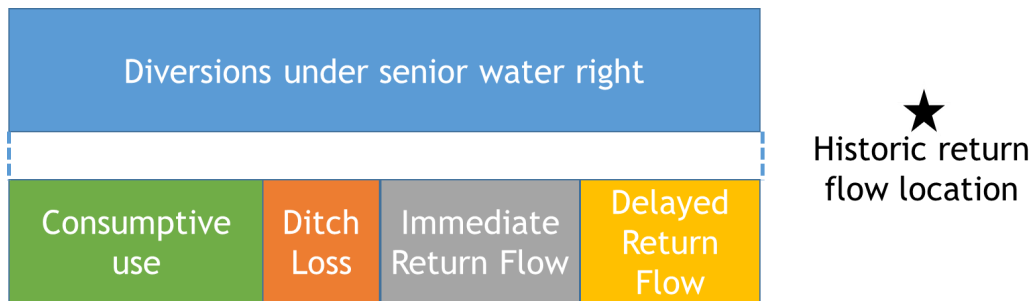 Diversions under senior water right
Historic return
flow location
Consumptive
use
Ditch
Loss
Immediate
Return Flow
Delayed
Return
Flow